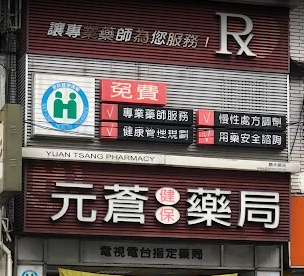 讓專業藥師為您服務！
Rx
免費
√ 專業藥師服務
√ 慢性處方調劑
√ 健康管理規劃
√ 用藥安諮詢
YUAN TSANG PHARMACY
元蒼健保藥局
電視電台指定藥局